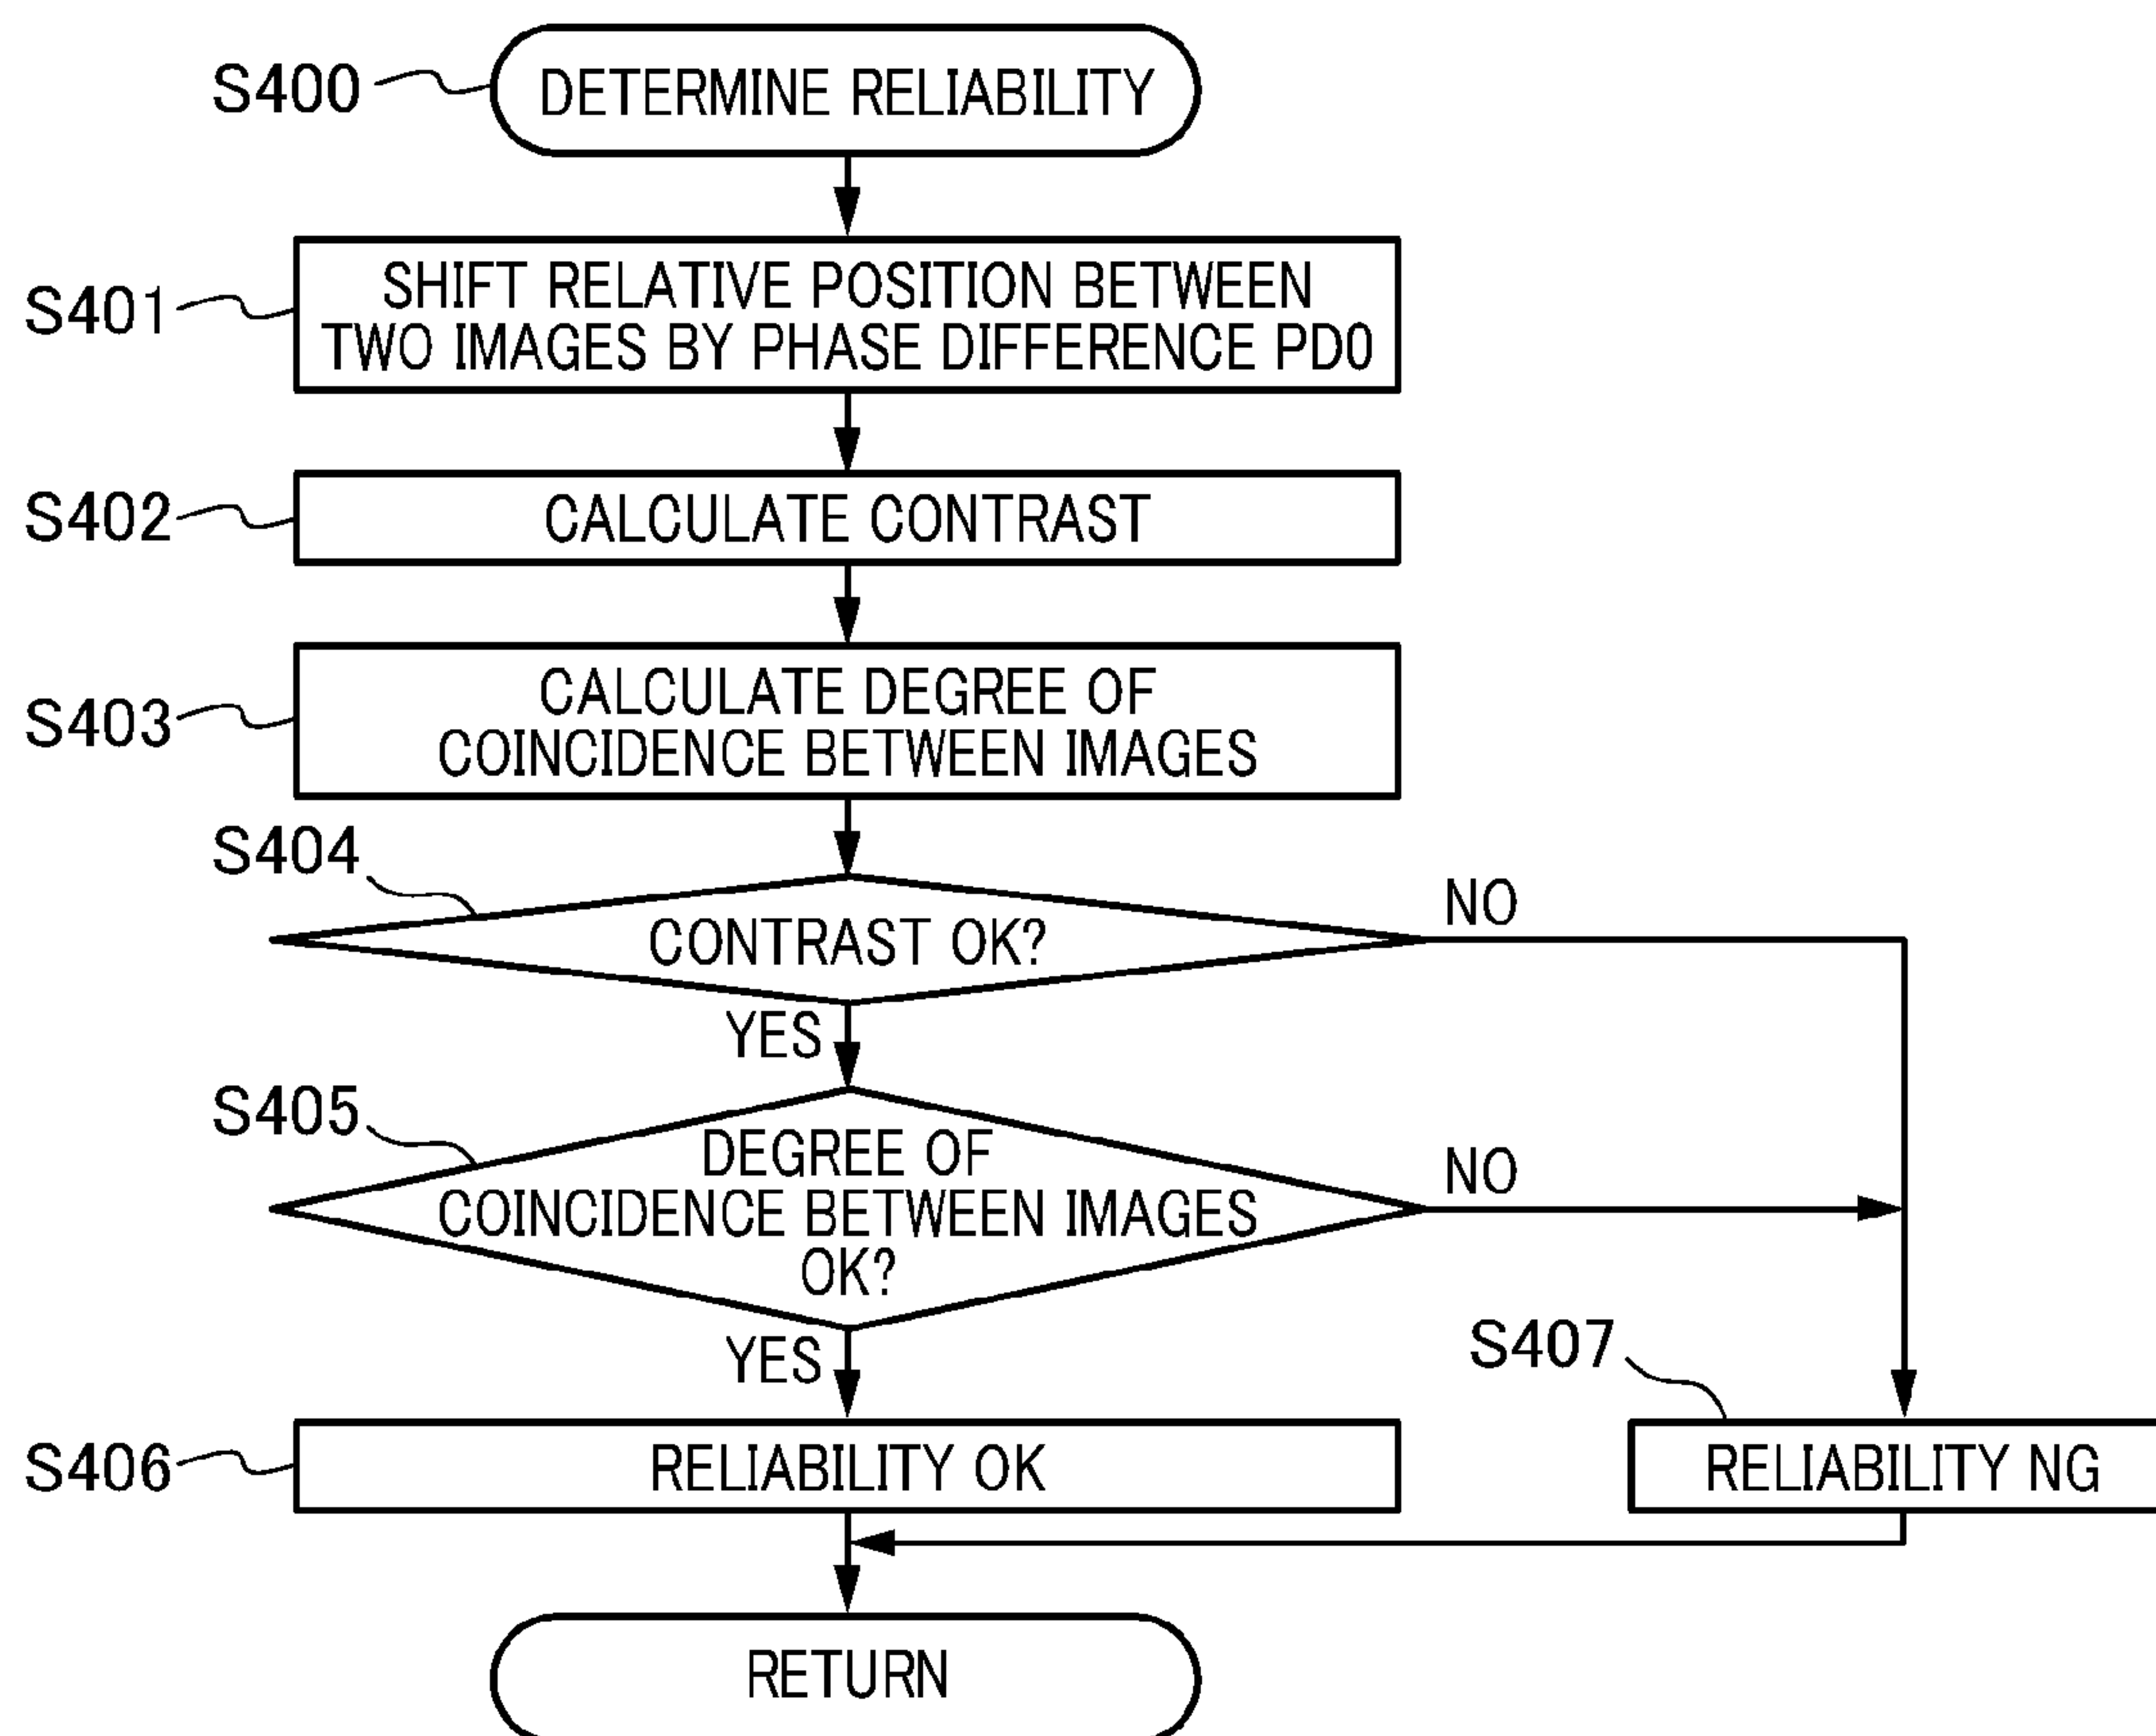 S400
DETERMINE RELIABILITY
S401
SHIFT RELATIVE POSITION BETWEEN
TWO IMAGES BY PHASE DIFFERENCE PD0
S402
CALCULATE CONTRAST
S403
CALCULATE DEGREE OF
COINCIDENCE BETWEEN IMAGES
S404
CONTRAST OK?
NO
YES
S405
DEGREE OF
COINCIDENCE BETWEEN IMAGES
OK?
NO
YES
S406
RELIABILITY OK
S407
RELIABILITY NG
RETURN